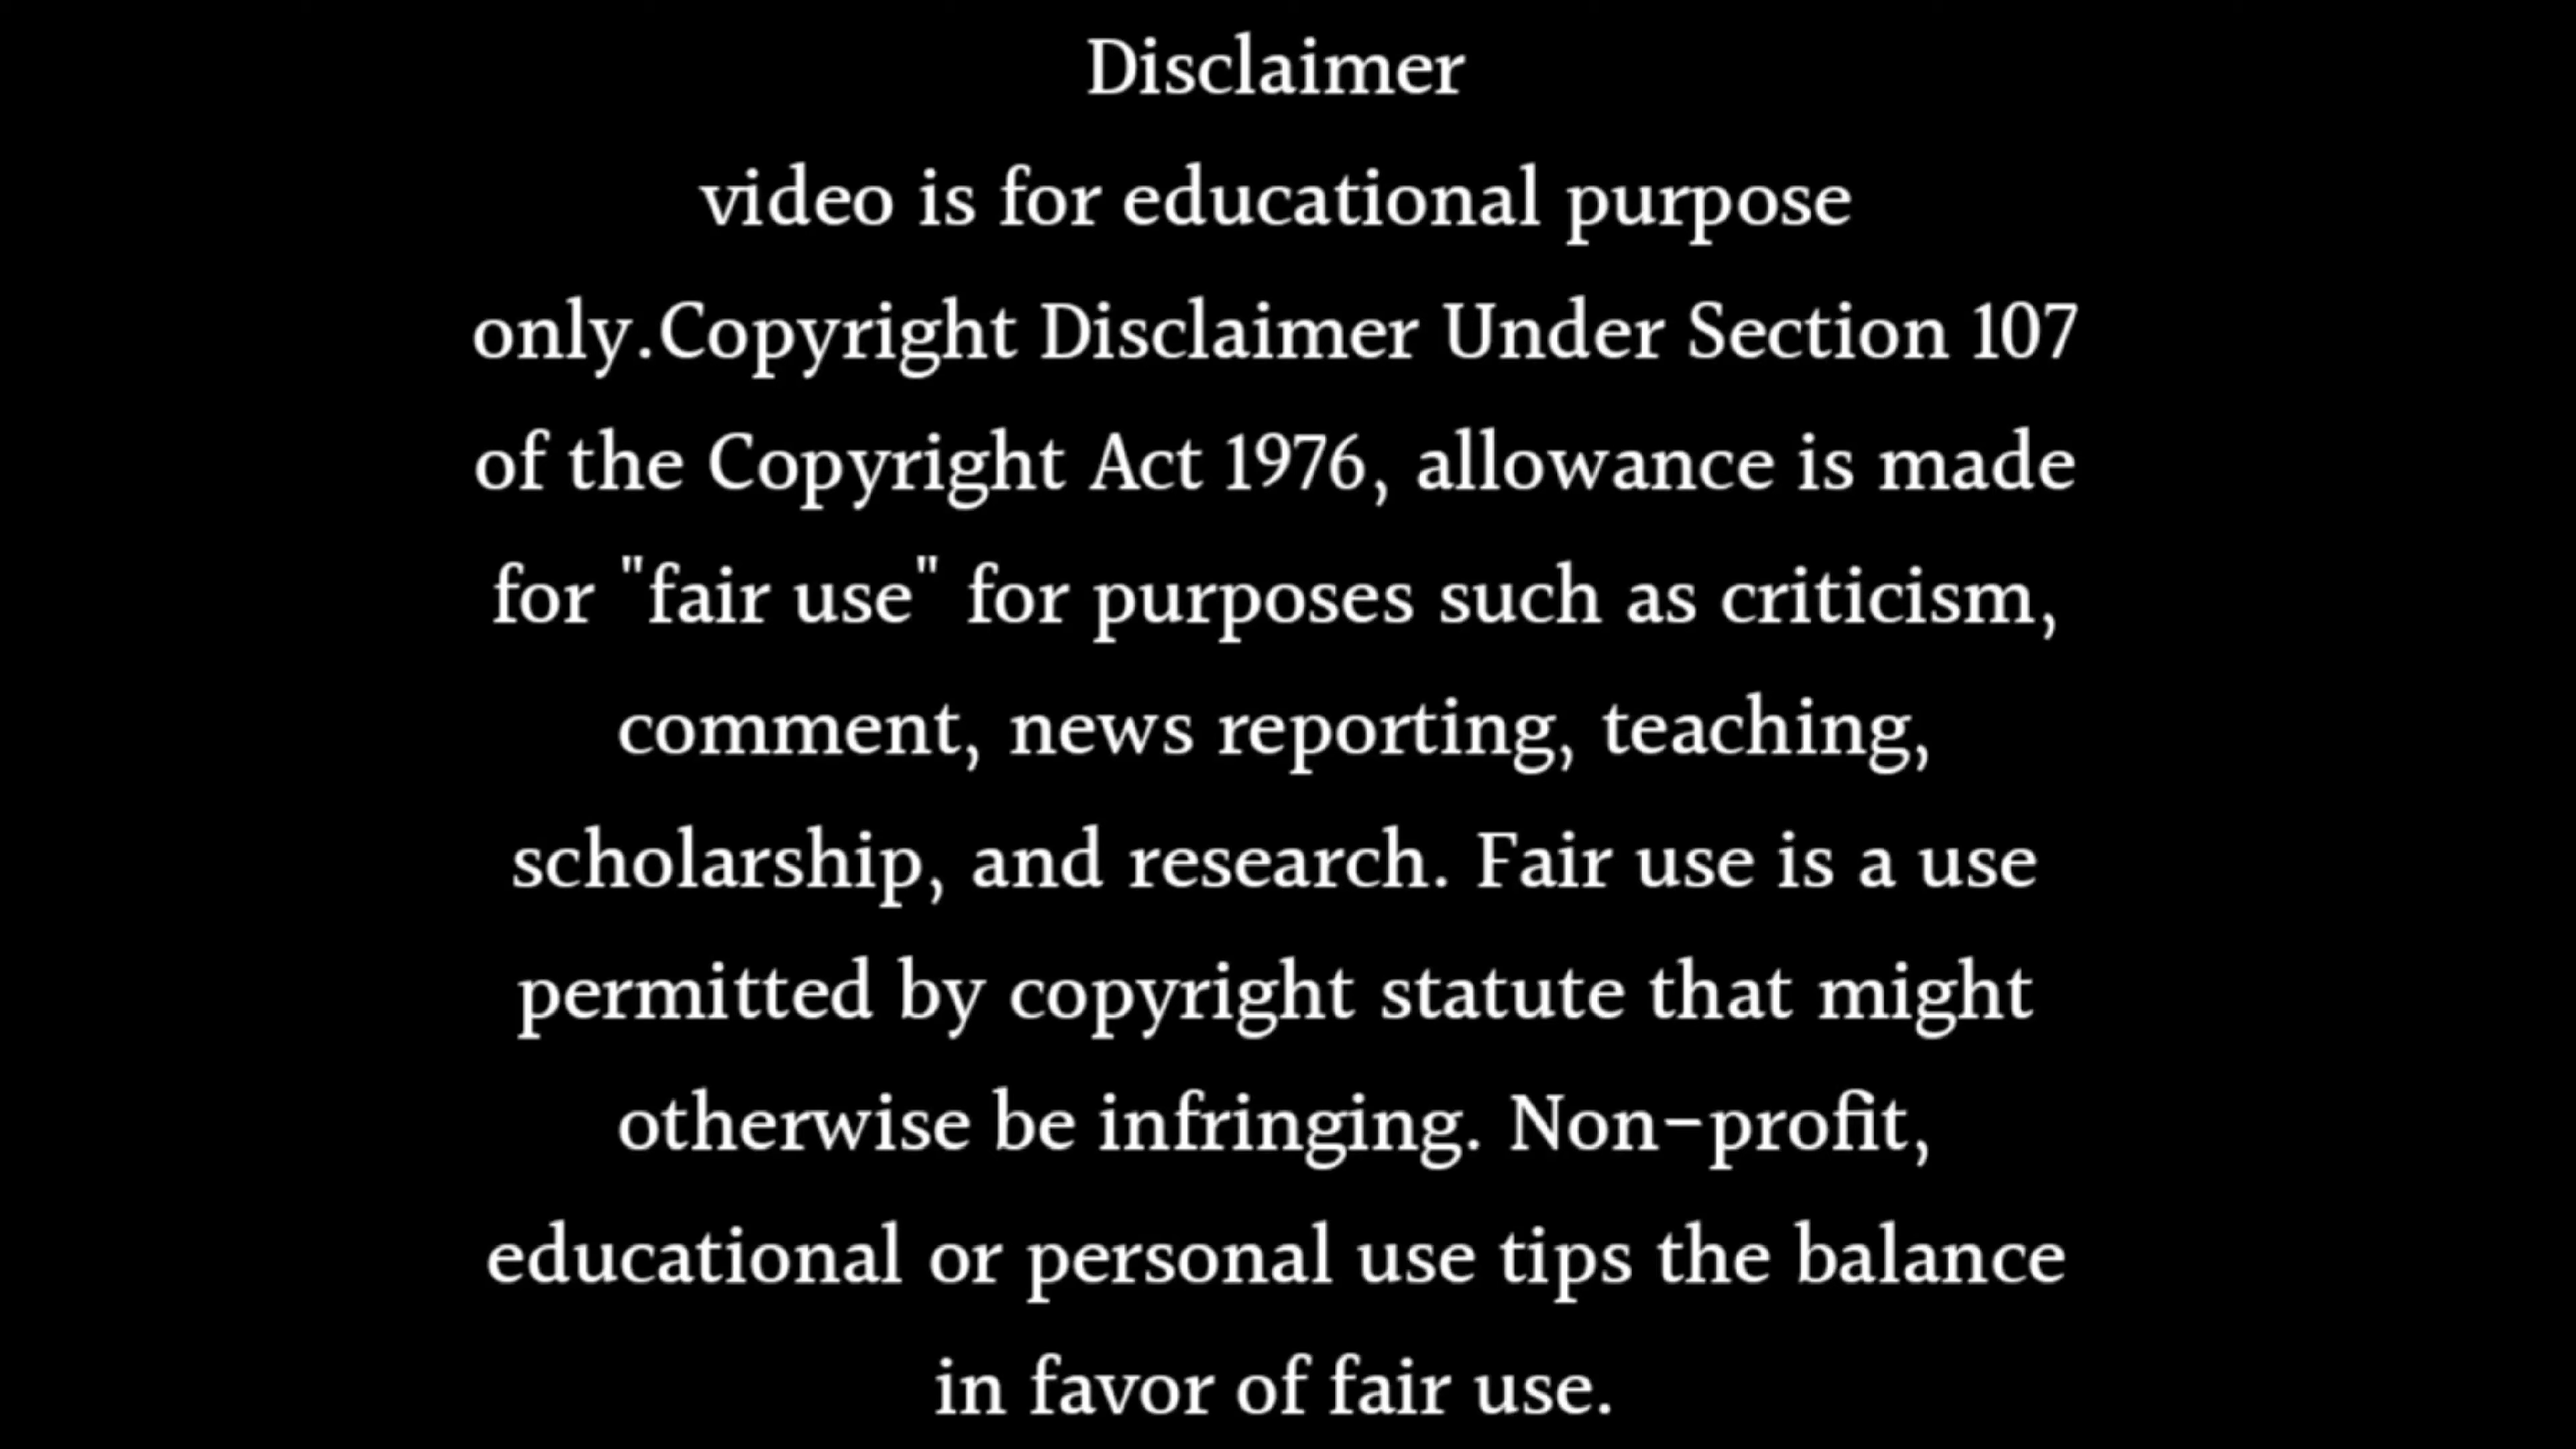 Disclaimer
video is for educational purpose
only.Copyright Disclaimer Under Section 107
of the Copyright Act 1976, allowance is made
for "fair use" for purposes such as criticism,
comment, news reporting, teaching,
scholarship, and research. Fair use is a use
permitted by copyright statute that might
otherwise be infringing. Non-profit,
educational or personal use tips the balance
in favor of fair use.